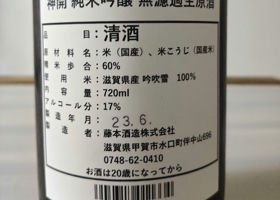 神開 純米吟醸 無濾過生原酒
品目：清酒
原材料名：米（国産）、米こうじ（国産米）
精米歩合：60%
使用米：滋賀県産 吟吹雪 100%
内容量：720ml
アルコール分：17%
製造年月：23.6.
製造者：藤本酒造株式会社
滋賀県甲賀市水口町伴中山696
0748-62-0410
お酒は20歳になってから